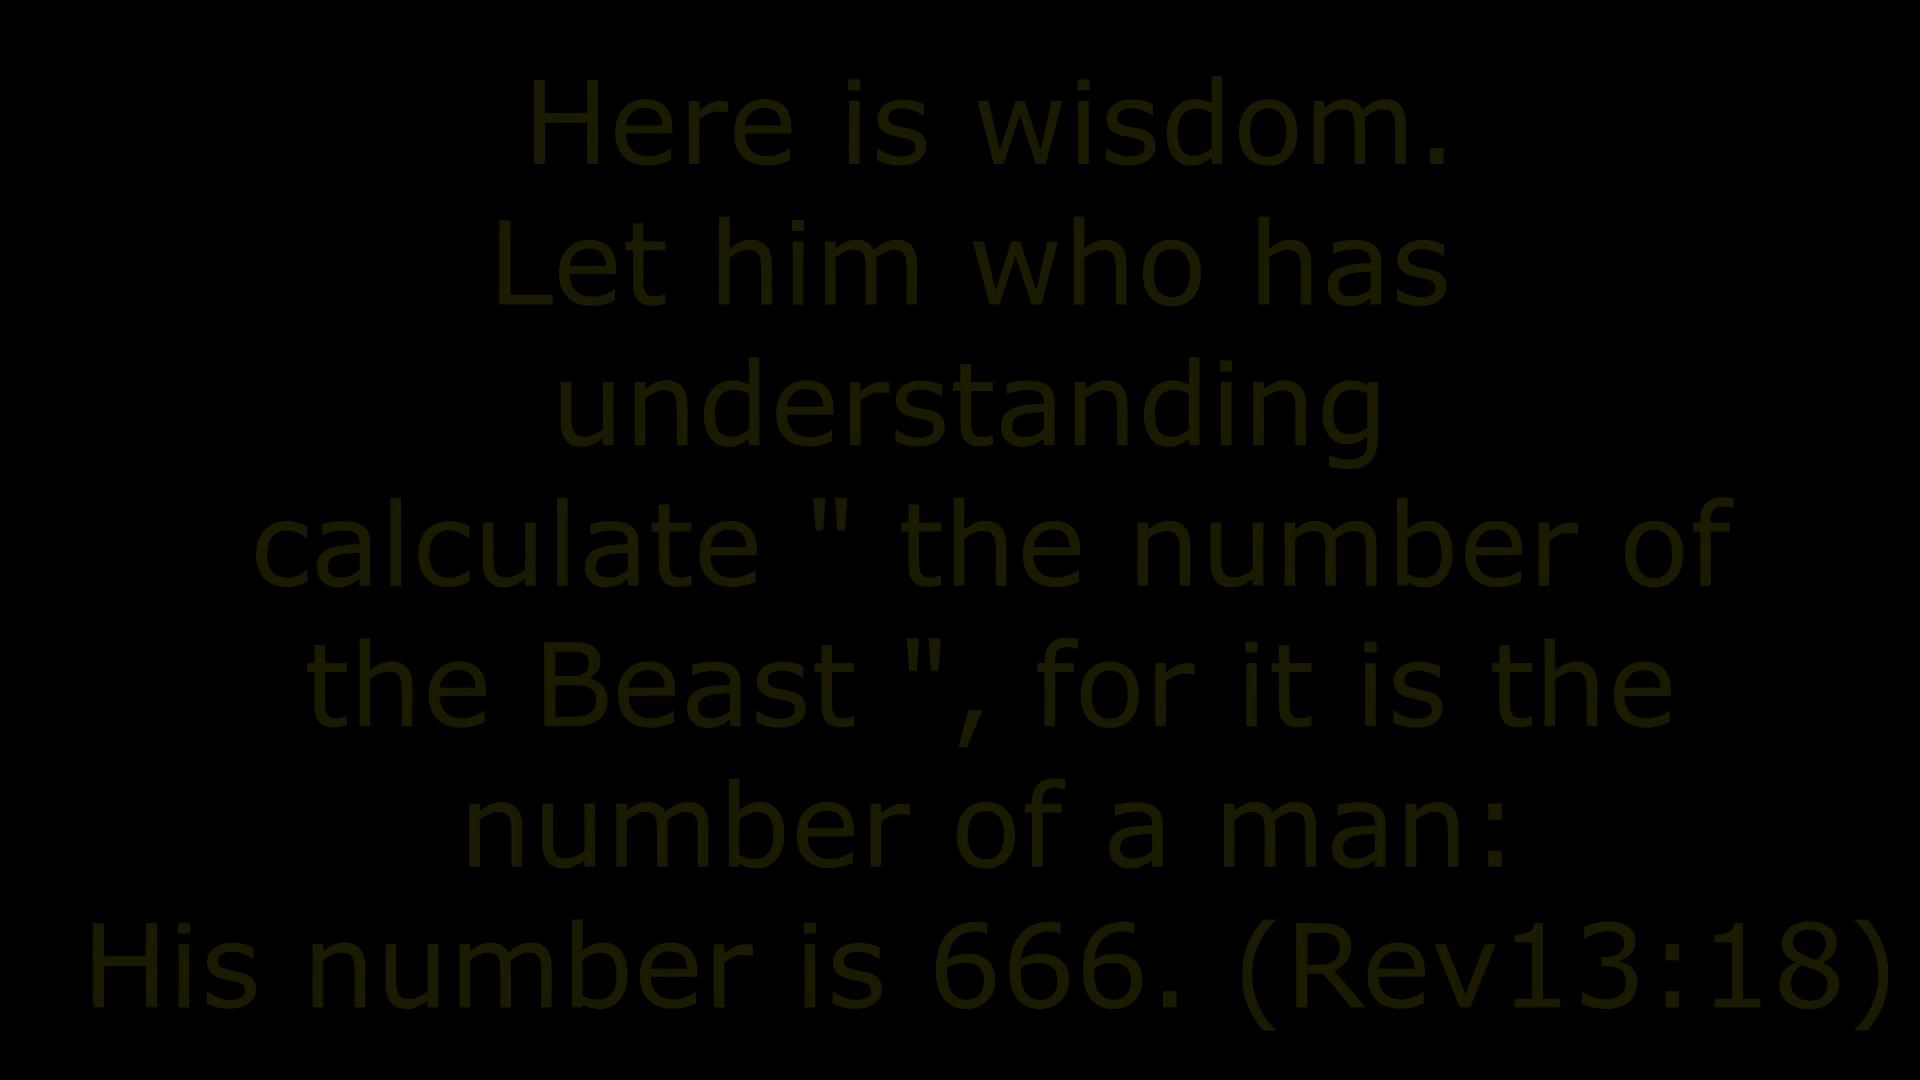 Here is wisdom.
Let him who has
understanding
calculate " the number of
the Beast ", for it is the
number of a man:
His number is 666. (Rev13:18)